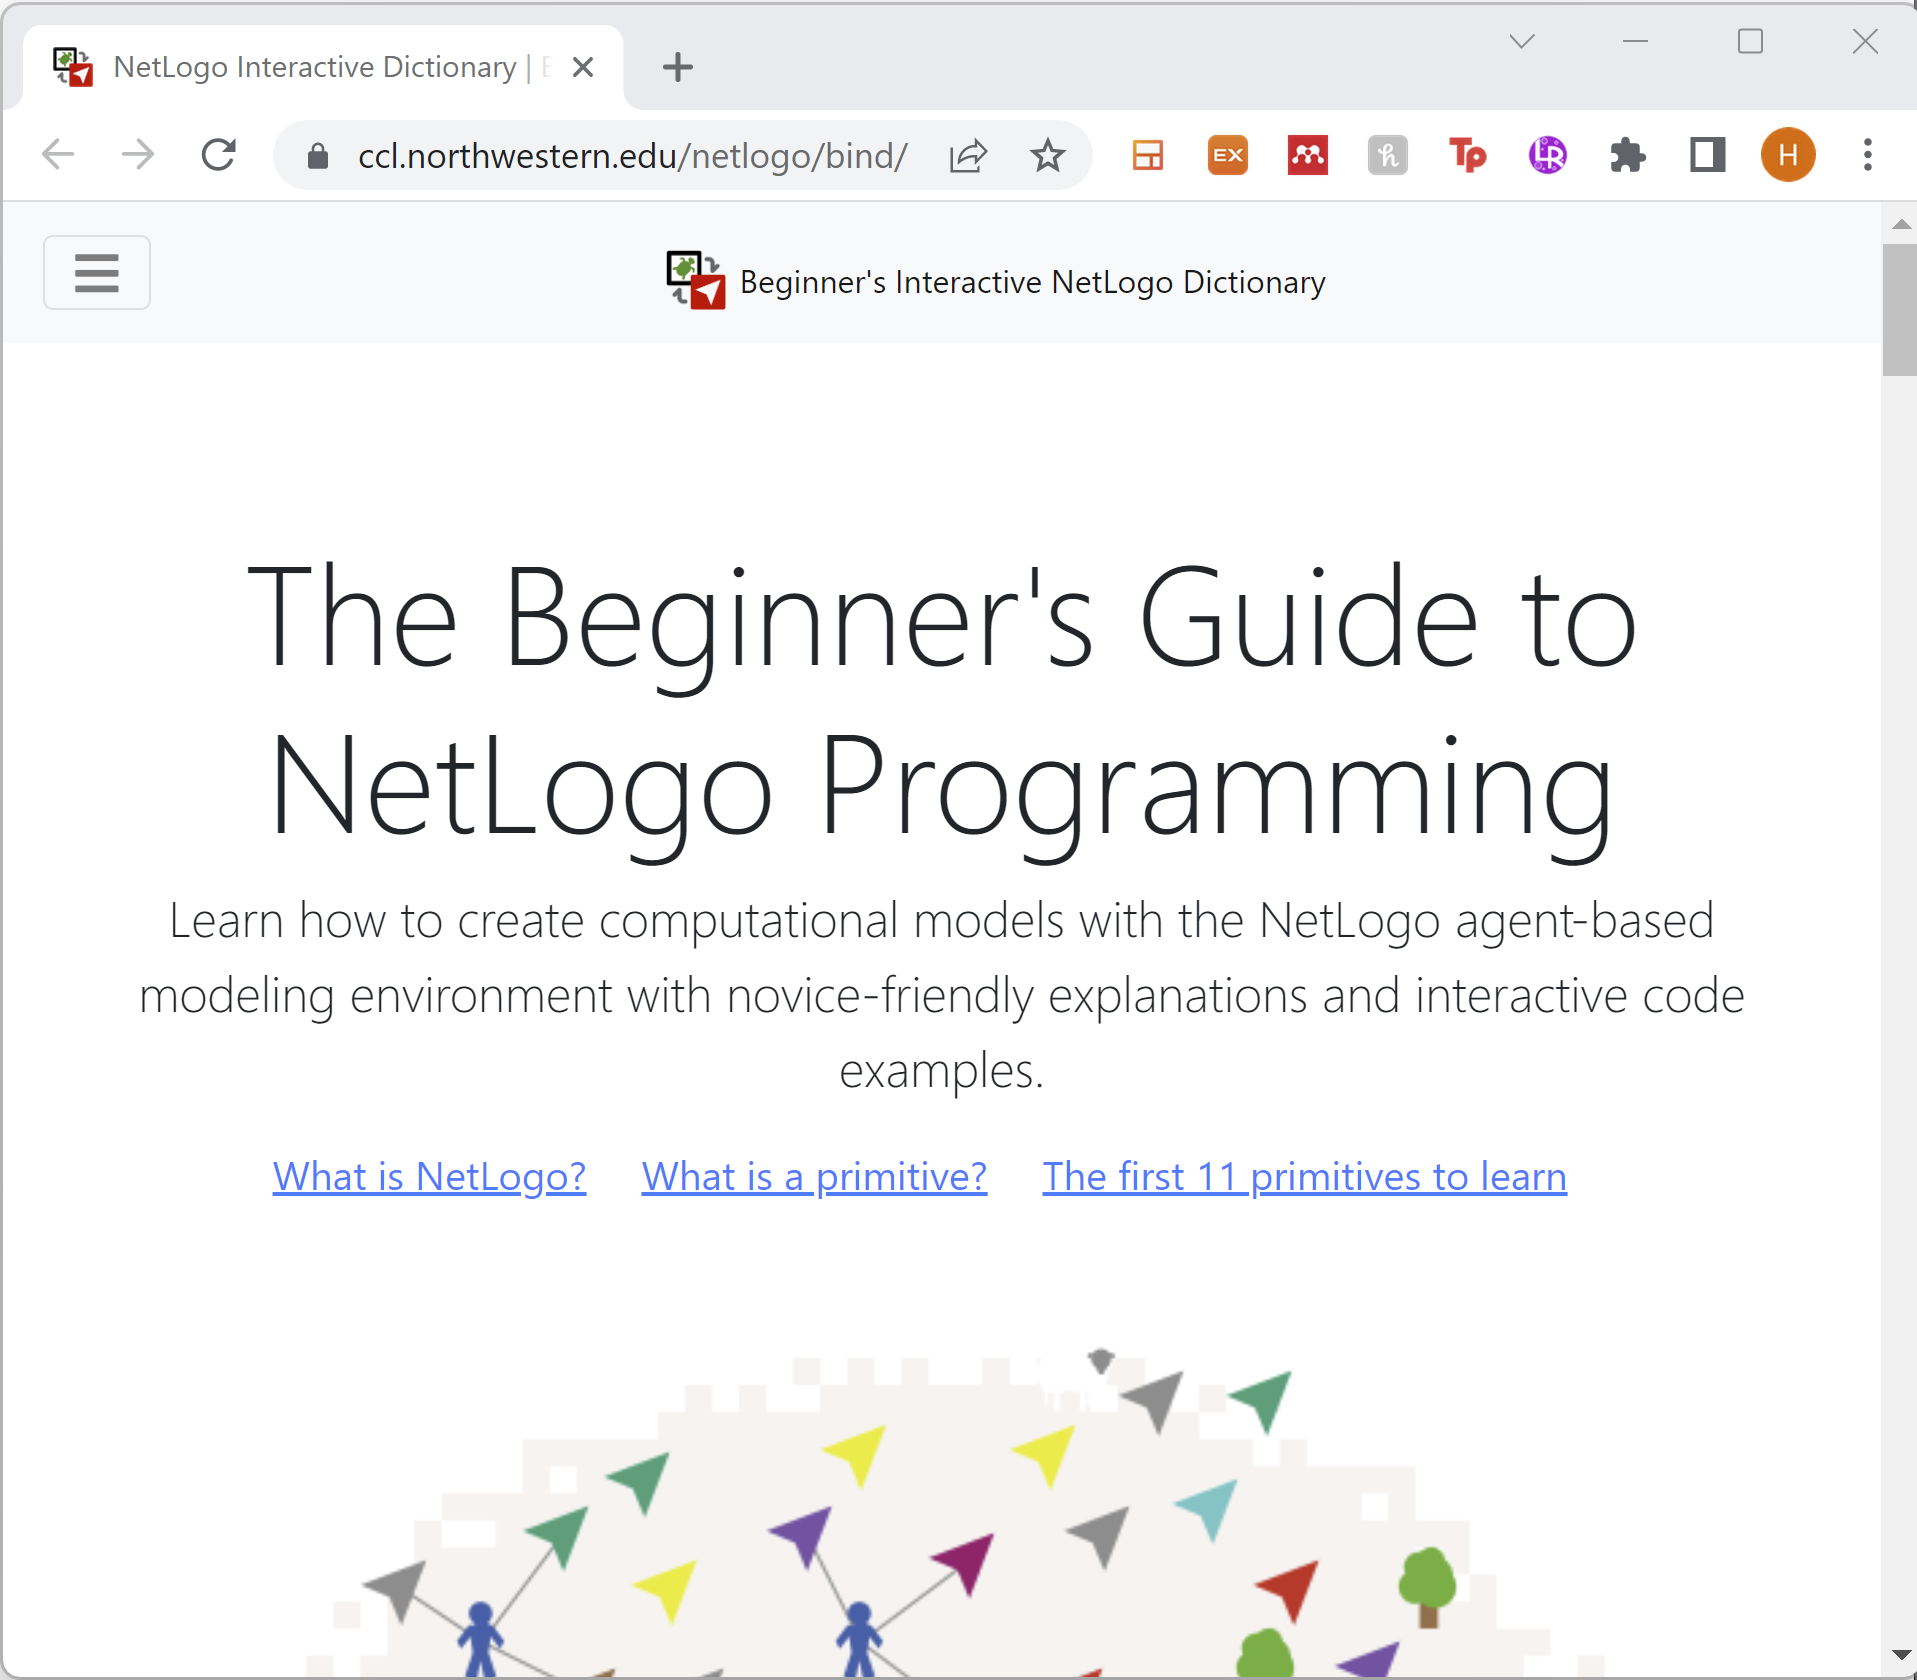 NetLogo Interactive Dictionary |
ccl.northwestern.edu/netlogo/bind/
EX
h
Tp
LR
H
Beginner's Interactive NetLogo Dictionary
The Beginner's Guide to
NetLogo Programming
Learn how to create computational models with the NetLogo agent-based
modeling environment with novice-friendly explanations and interactive code
examples.
What is NetLogo? What is a primitive? The first 11 primitives to learn